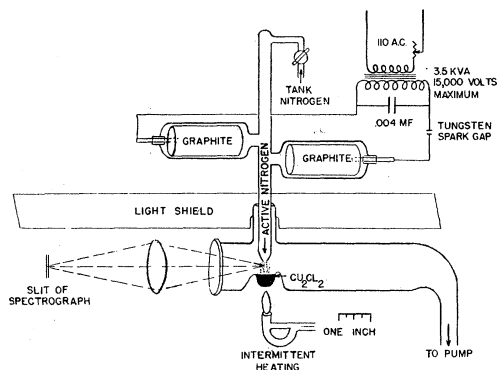 110 A.C.
3.5 KVA
15,000 VOLTS
MAXIMUM
TANK
NITROGEN
.004 MF
TUNGSTEN
SPARK GAP
GRAPHITE
GRAPHITE
ACTIVE NITROGEN
LIGHT SHIELD
CU2CL2
SLIT OF
SPECTROGRAPH
ONE INCH
INTERMITTENT
HEATING
TO PUMP